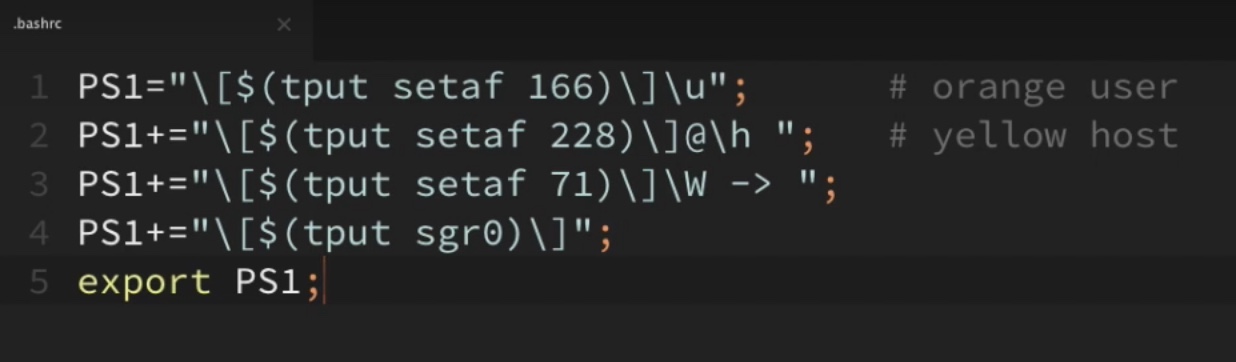 .bashrc ×
1 PS1="\[$(tput setaf 166)\]\u"; # orange user
2 PS1+="\[$(tput setaf 228)\]@\h "; # yellow host
3 PS1+="\[$(tput setaf 71)\]\W -> ";
4 PS1+="\[$(tput sgr0)\]";
5 export PS1;